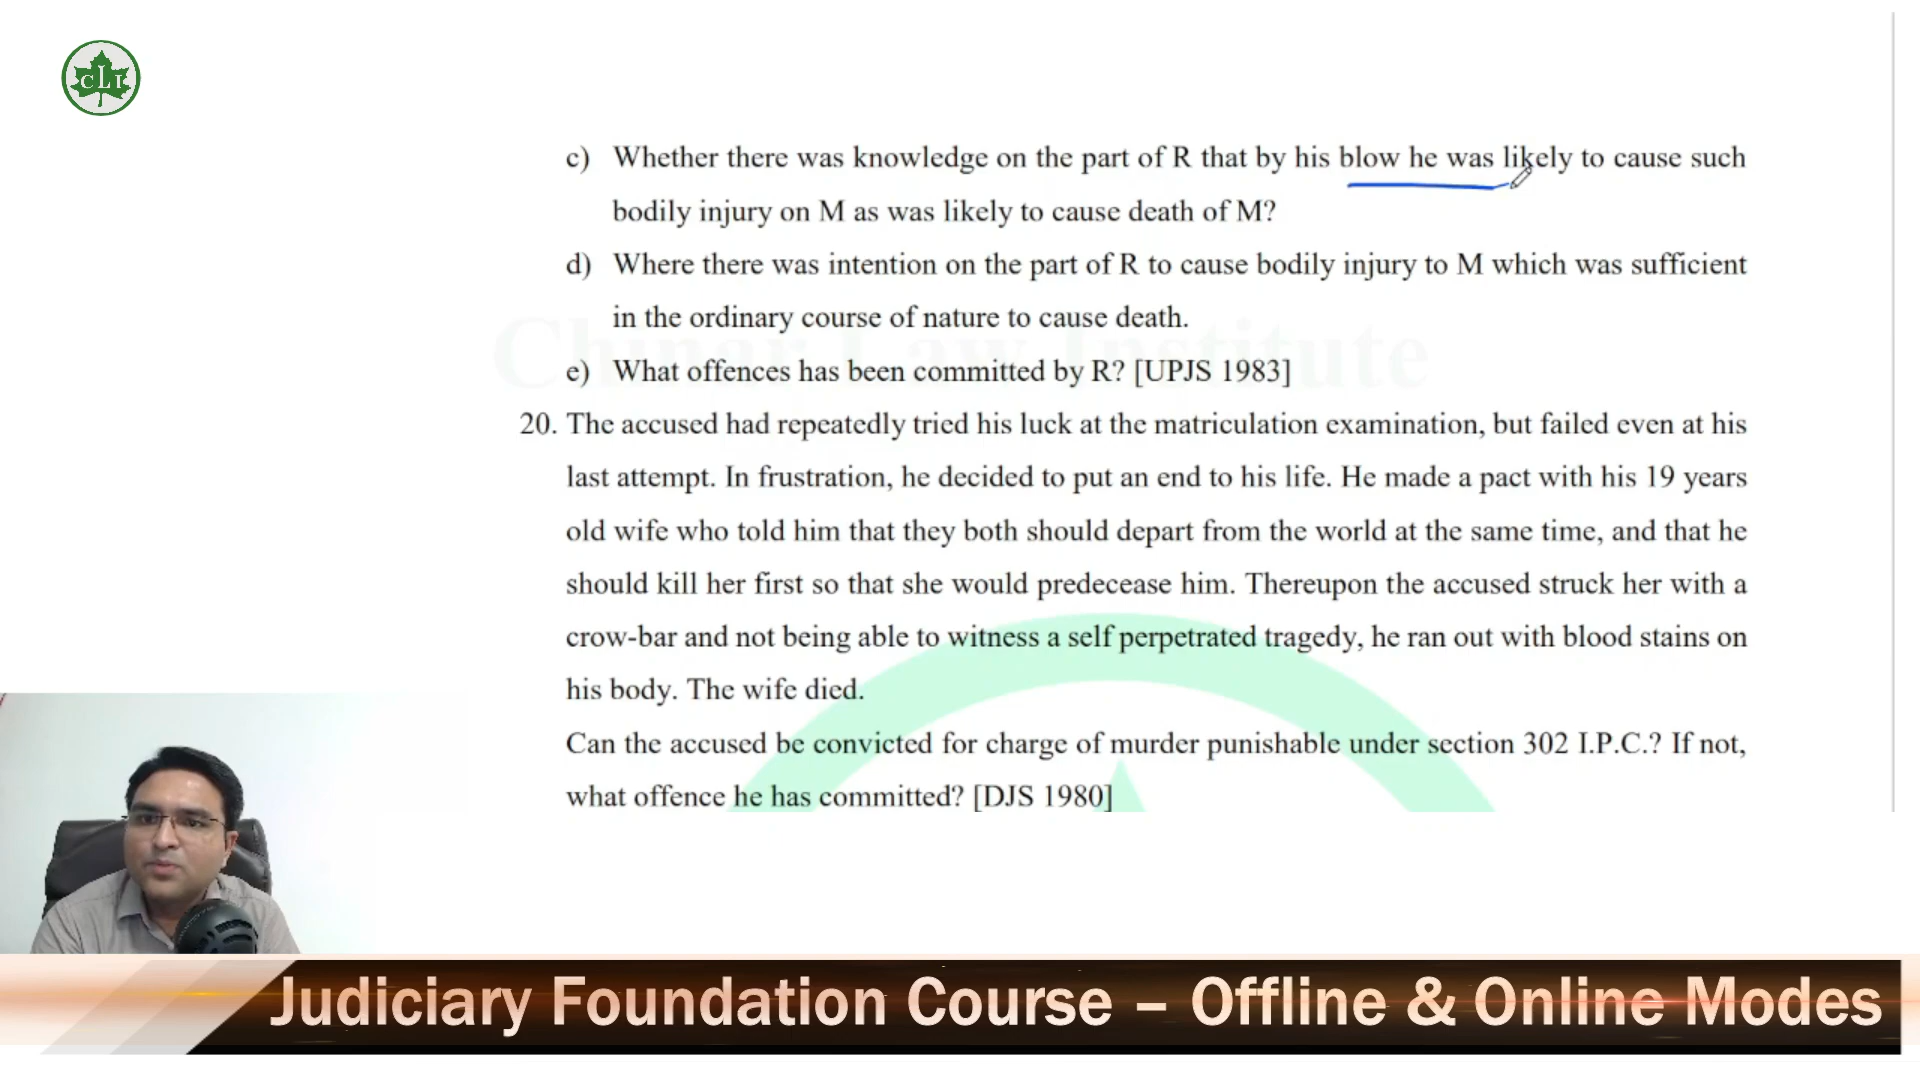 CLI
c) Whether there was knowledge on the part of R that by his blow he was likely to cause such
bodily injury on M as was likely to cause death of M?
d) Where there was intention on the part of R to cause bodily injury to M which was sufficient
in the ordinary course of nature to cause death.
Chinar Law Institute
e) What offences has been committed by R? [UPJS 1983]
20. The accused had repeatedly tried his luck at the matriculation examination, but failed even at his
last attempt. In frustration, he decided to put an end to his life. He made a pact with his 19 years
old wife who told him that they both should depart from the world at the same time, and that he
should kill her first so that she would predecease him. Thereupon the accused struck her with a
crow-bar and not being able to witness a self perpetrated tragedy, he ran out with blood stains on
his body. The wife died.
Can the accused be convicted for charge of murder punishable under section 302 I.P.C.? If not,
what offence he has committed? [DJS 1980]
Judiciary Foundation Course – Offline & Online Modes